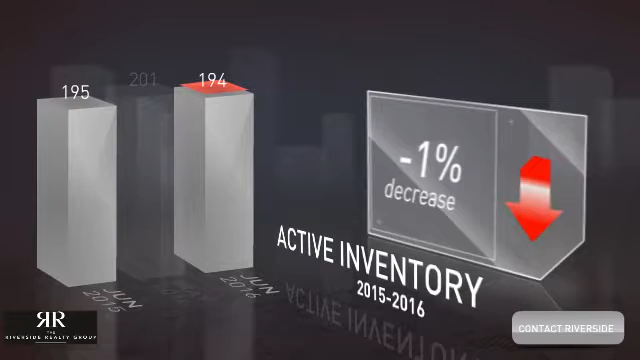 195
201
194
-1%
decrease
JUN
2015
JUN
2016
ACTIVE INVENTORY
2015-2016
RR
THE
RIVERSIDE REALTY GROUP
CONTACT RIVERSIDE